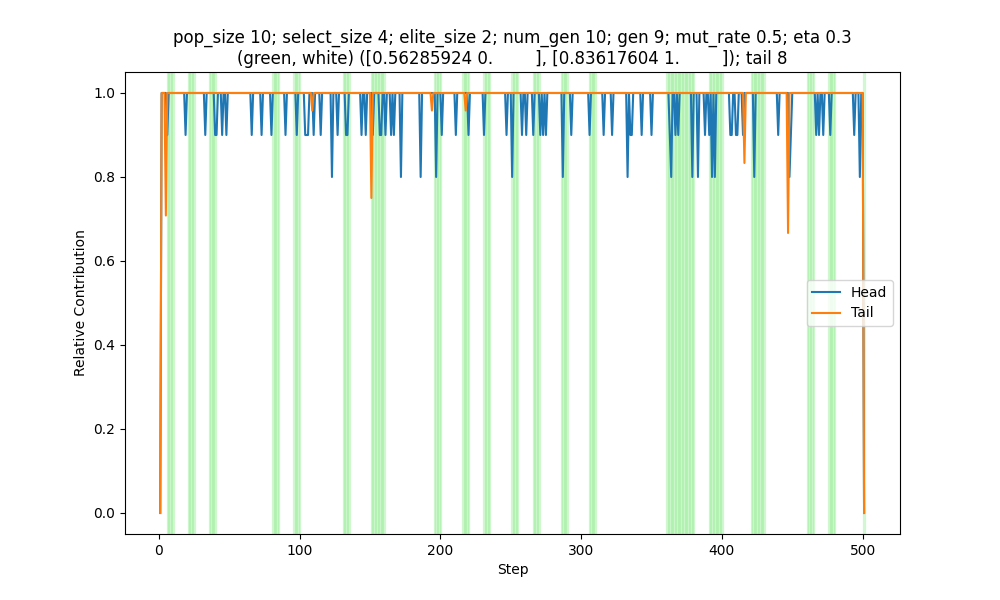 pop_size 10; select_size 4; elite_size 2; num_gen 10; gen 9; mut_rate 0.5; eta 0.3
(green, white) ([0.56285924 0.         ], [0.83617604 1.         ]); tail 8
1.0
0.8
0.6
0.4
0.2
0.0
Relative Contribution
Head
Tail
0
100
200
300
400
500
Step